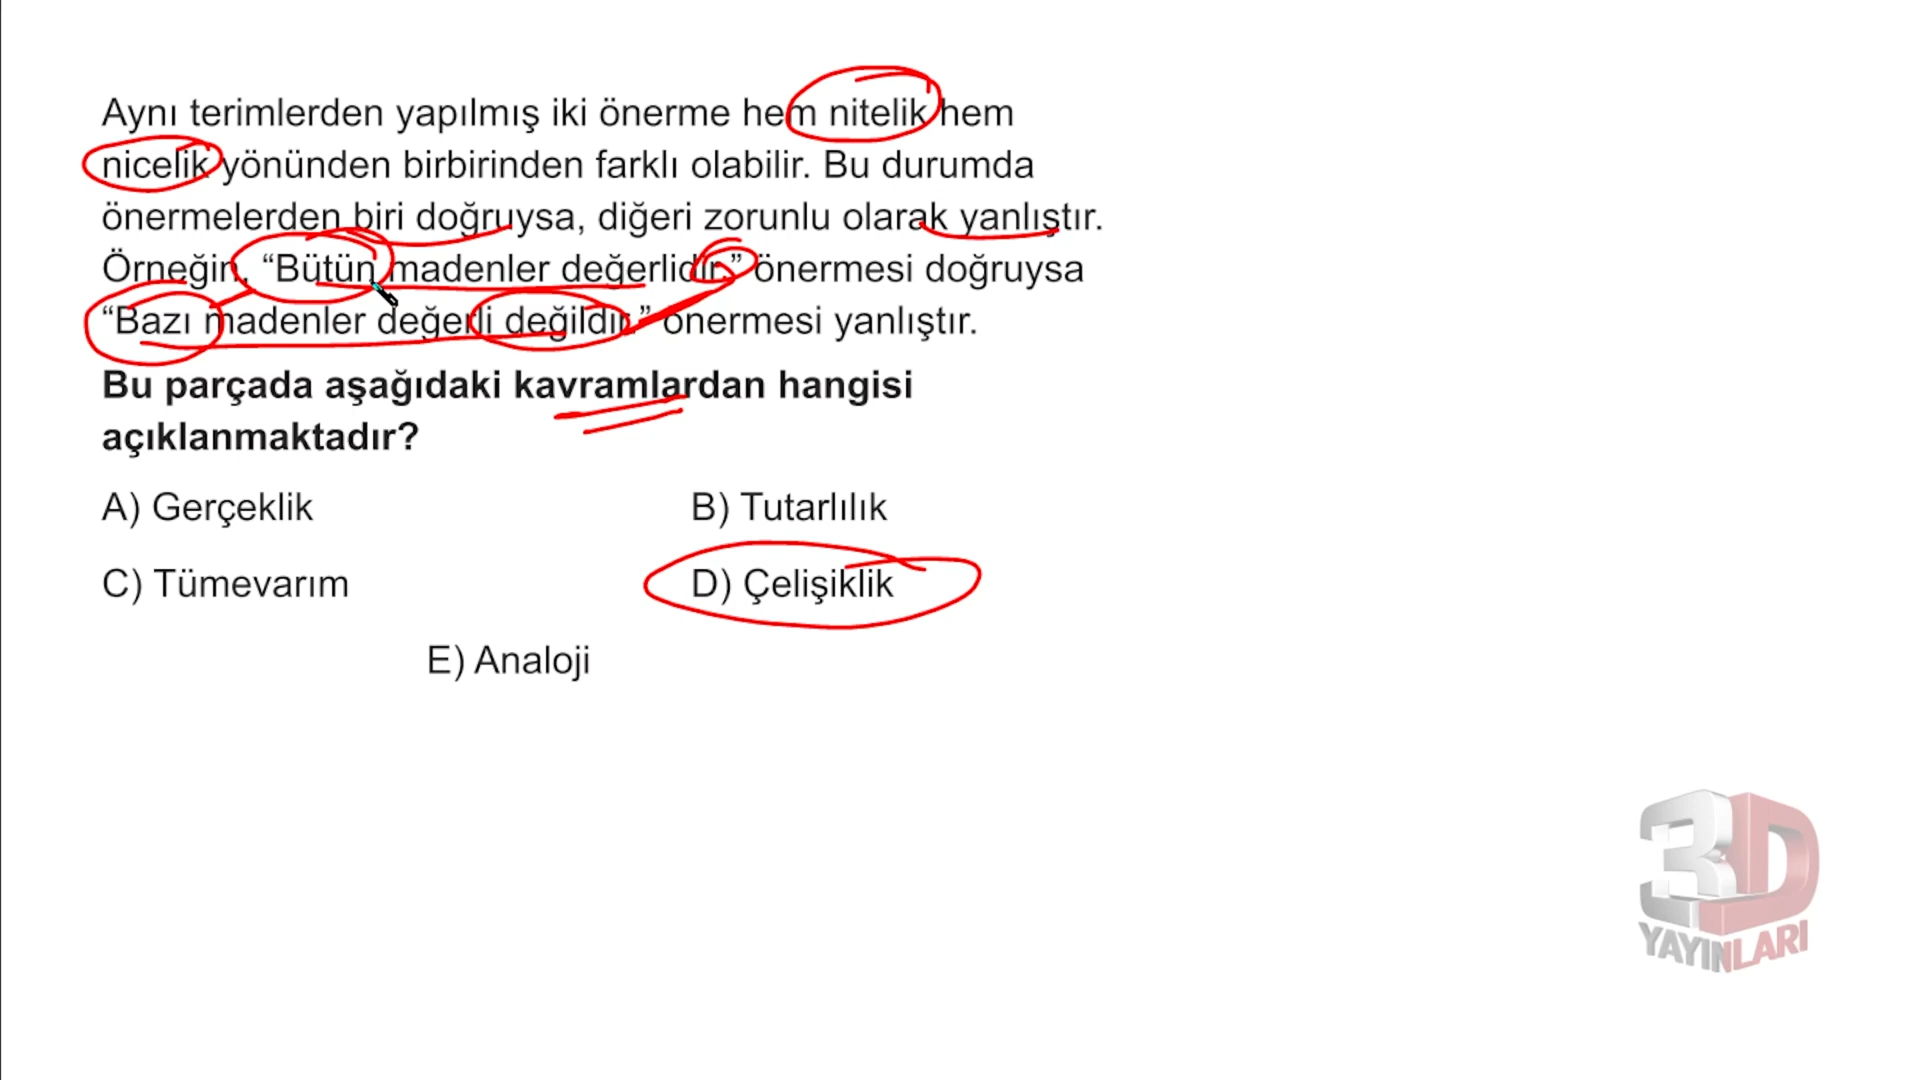 Aynı terimlerden yapılmış iki önerme hem nitelik hem
nicelik yönünden birbirinden farklı olabilir. Bu durumda
önermelerden biri doğruysa, diğeri zorunlu olarak yanlıştır.
Örneğin, “Bütün madenler değerlidir.” önermesi doğruysa
“Bazı madenler değerli değildir.” önermesi yanlıştır.
Bu parçada aşağıdaki kavramlardan hangisi
açıklanmaktadır?
A) Gerçeklik B) Tutarlılık
C) Tümevarım D) Çelişiklik
E) Analoji
3D
YAYINLARI